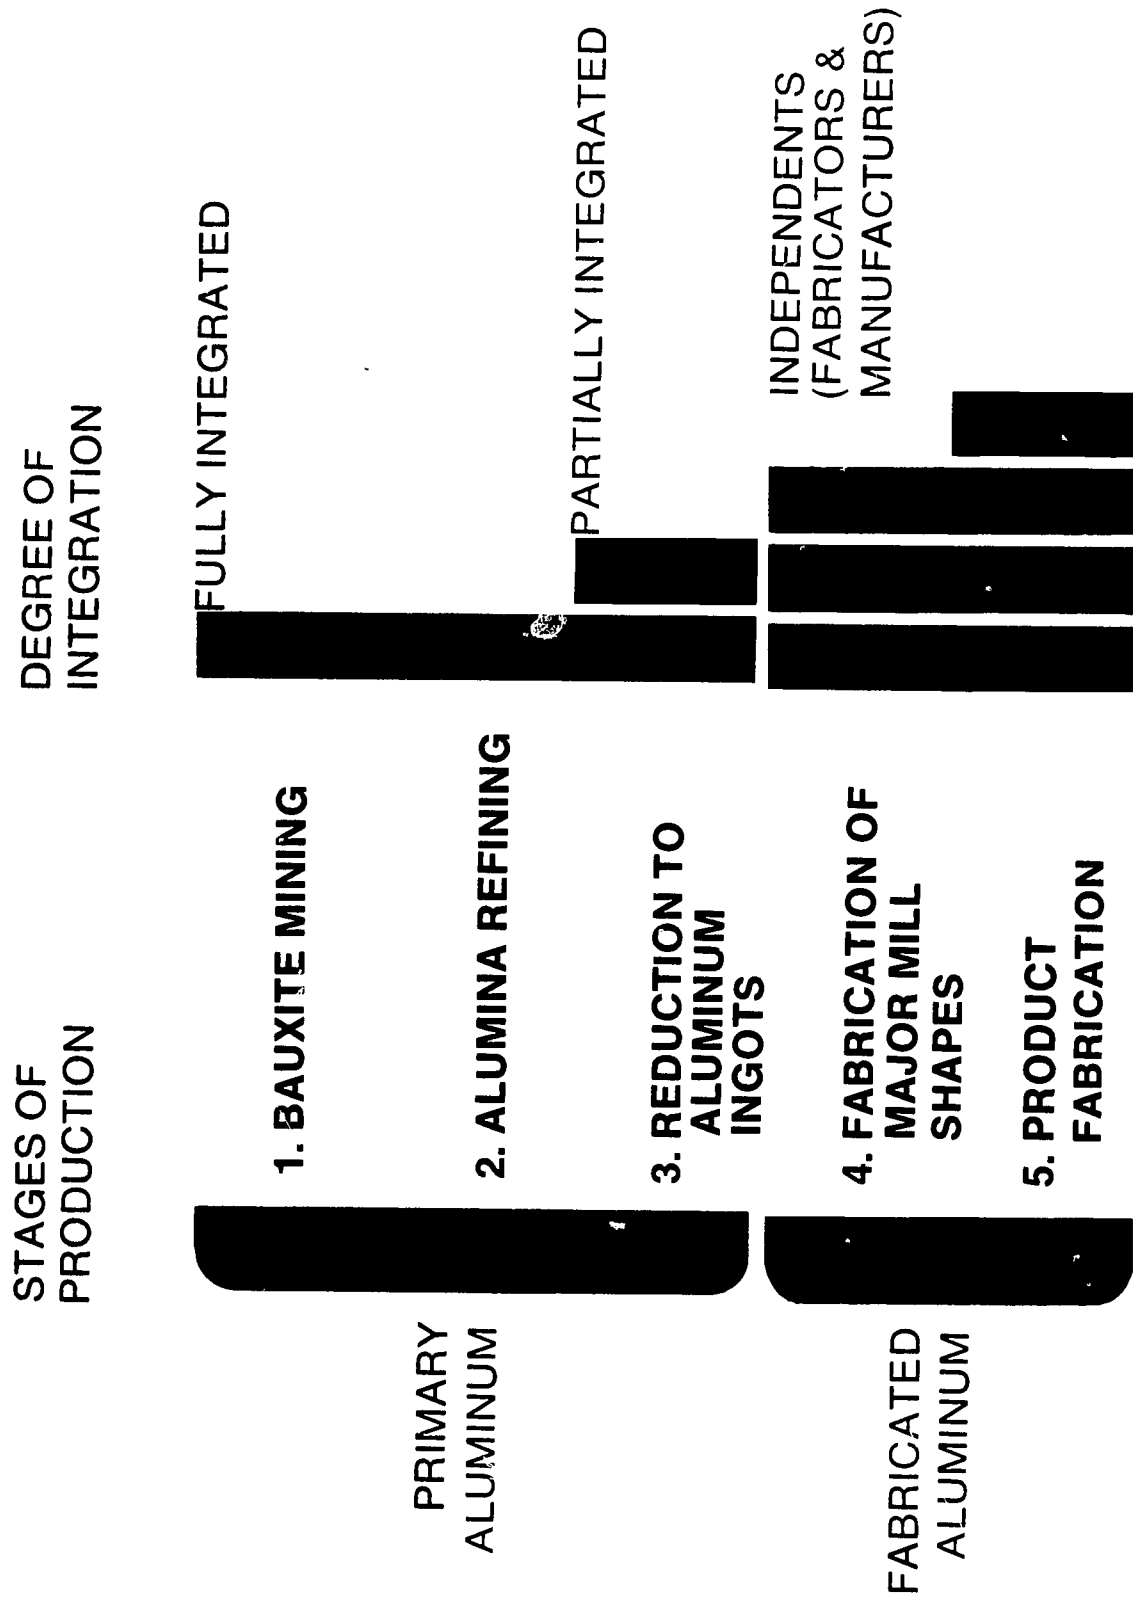 STAGES OF
PRODUCTION
DEGREE OF
INTEGRATION
PRIMARY
ALUMINUM
1. BAUXITE MINING
2. ALUMINA REFINING
3. REDUCTION TO
ALUMINUM
INGOTS
FULLY INTEGRATED
PARTIALLY INTEGRATED
FABRICATED
ALUMINUM
4. FABRICATION OF
MAJOR MILL
SHAPES
5. PRODUCT
FABRICATION
INDEPENDENTS
(FABRICATORS &
MANUFACTURERS)